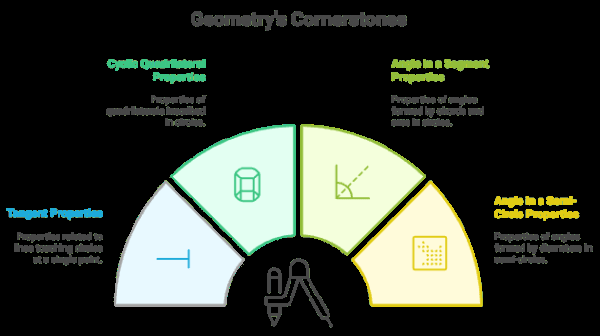 Geometry's Cornerstones
Cyclic Quadrilateral
Properties
Properties of
quadrilaterals inscribed
in circles.
Angle in a Segment
Properties
Properties of angles
formed by chords and
arcs in circles.
Tangent Properties
Properties related to
lines touching circles
at a single point.
Angle in a Semi-
Circle Properties
Properties of angles
formed by diameters in
semi-circles.